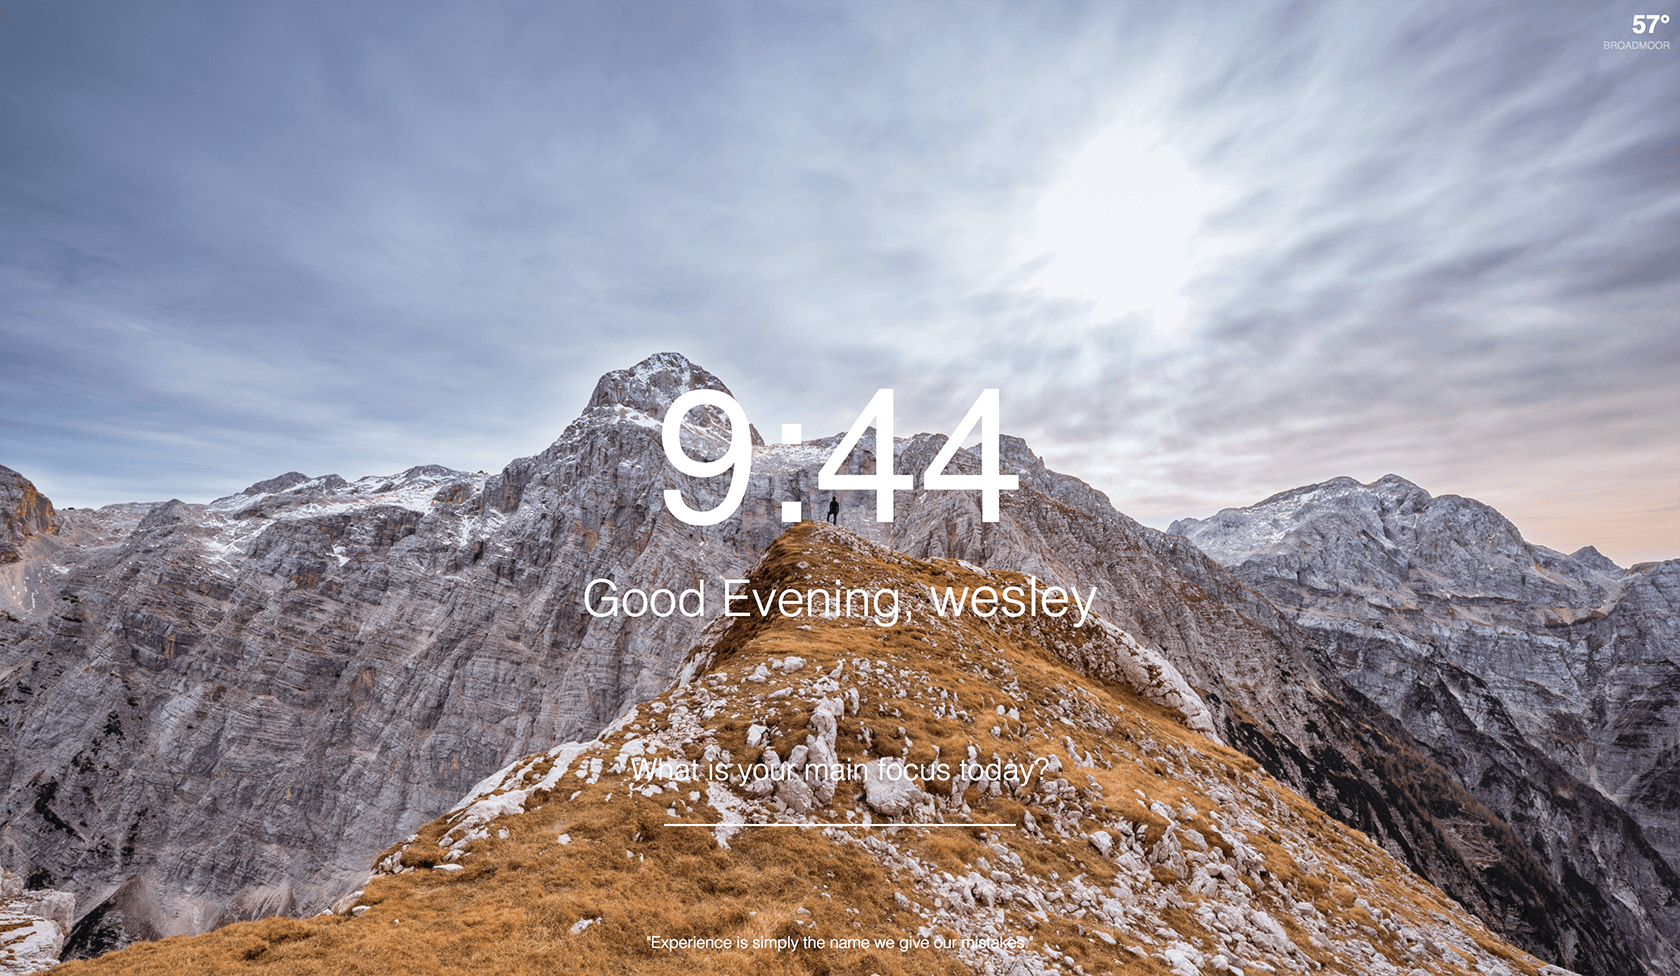 57°
BROADMOOR
9:44
Good Evening, wesley
What is your main focus today?
"Experience is simply the name we give our mistakes."